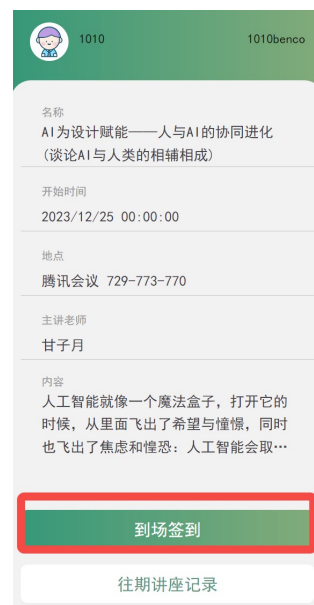 1010
1010benco
名称
AI为设计赋能——人与AI的协同进化
(谈论AI与人类的相辅相成)
开始时间
2023/12/25 00:00:00
地点
腾讯会议 729-773-770
主讲老师
甘子月
内容
人工智能就像一个魔法盒子，打开它的
时候，从里面飞出了希望与憧憬，同时
也飞出了焦虑和惶恐：人工智能会取…
到场签到
往期讲座记录